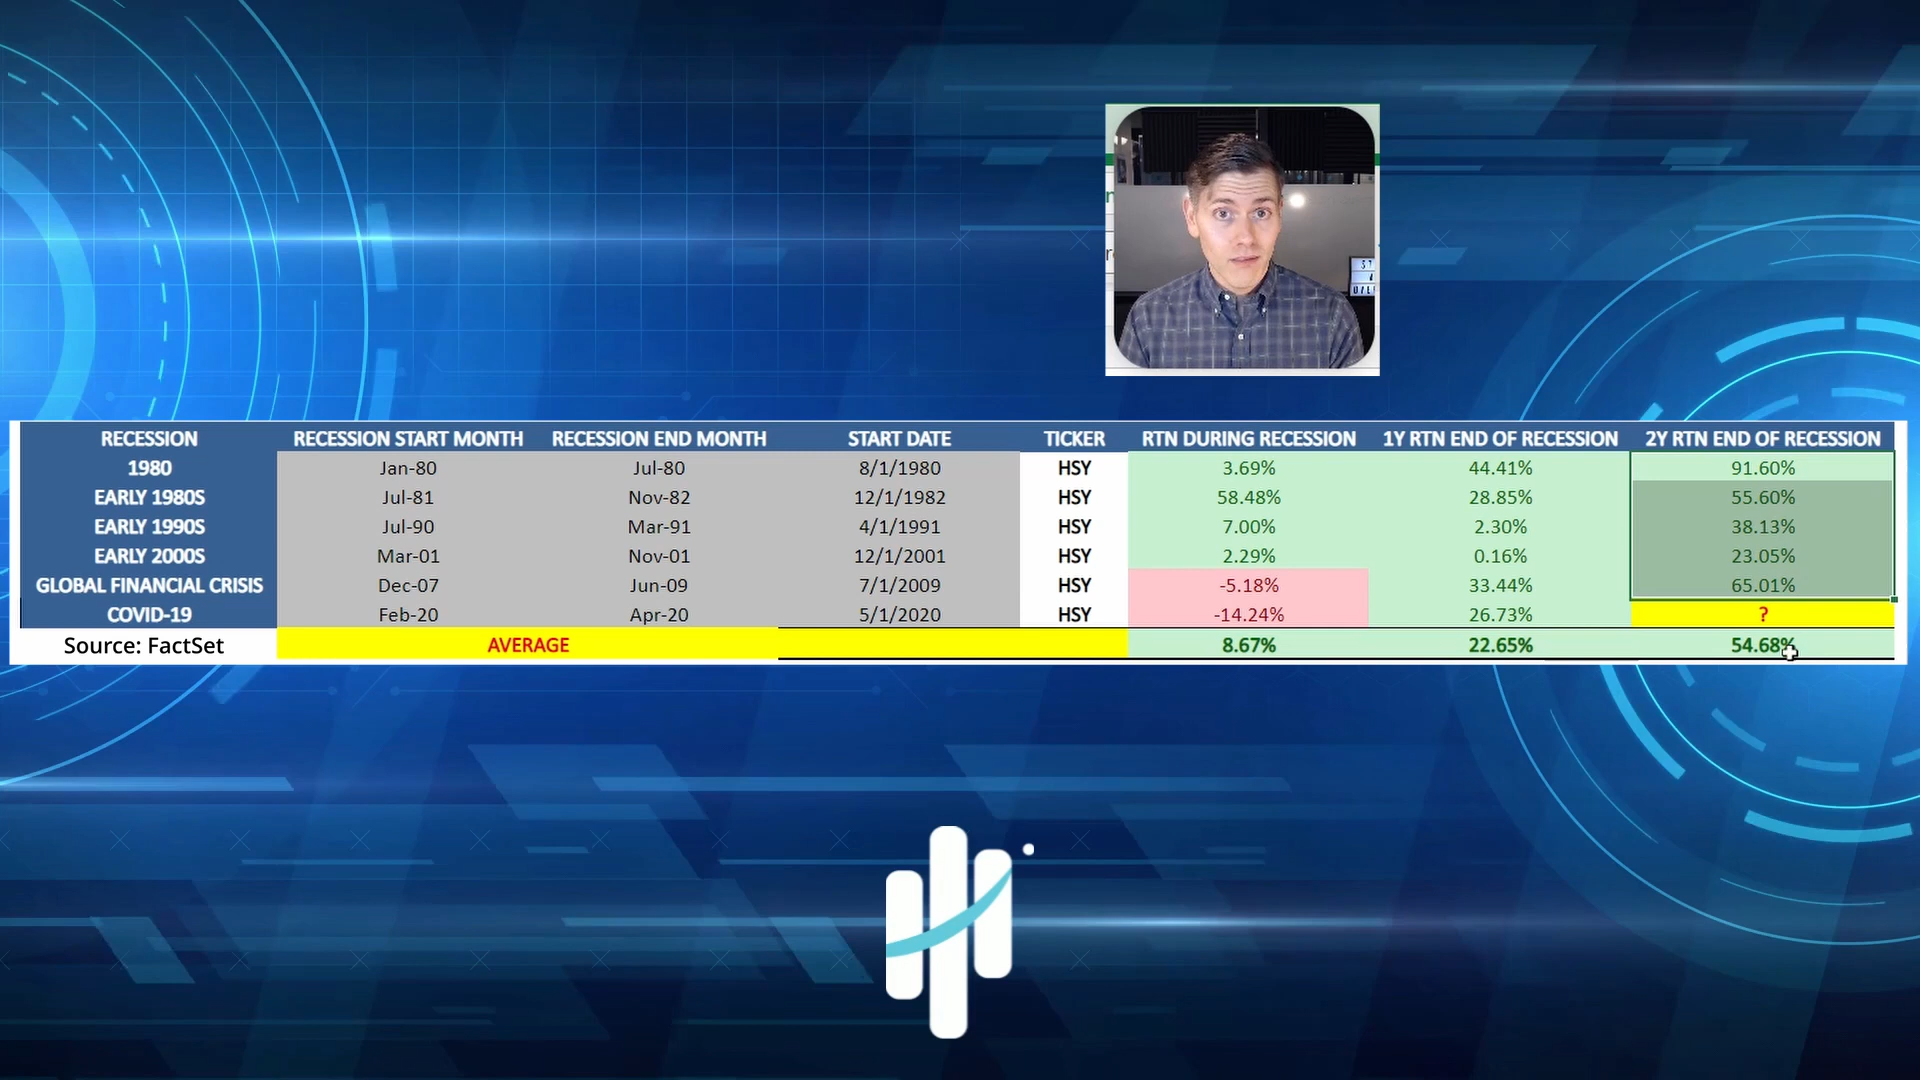 RECESSION RECESSION START MONTH RECESSION END MONTH START DATE TICKER RTN DURING RECESSION 1Y RTN END OF RECESSION 2Y RTN END OF RECESSION
1980 Jan-80 Jul-80 8/1/1980 HSY 3.69% 44.41% 91.60%
EARLY 1980S Jul-81 Nov-82 12/1/1982 HSY 58.48% 28.85% 55.60%
EARLY 1990S Jul-90 Mar-91 4/1/1991 HSY 7.00% 2.30% 38.13%
EARLY 2000S Mar-01 Nov-01 12/1/2001 HSY 2.29% 0.16% 23.05%
GLOBAL FINANCIAL CRISIS Dec-07 Jun-09 7/1/2009 HSY -5.18% 33.44% 65.01%
COVID-19 Feb-20 Apr-20 5/1/2020 HSY -14.24% 26.73% ?
Source: FactSet AVERAGE 8.67% 22.65% 54.68%